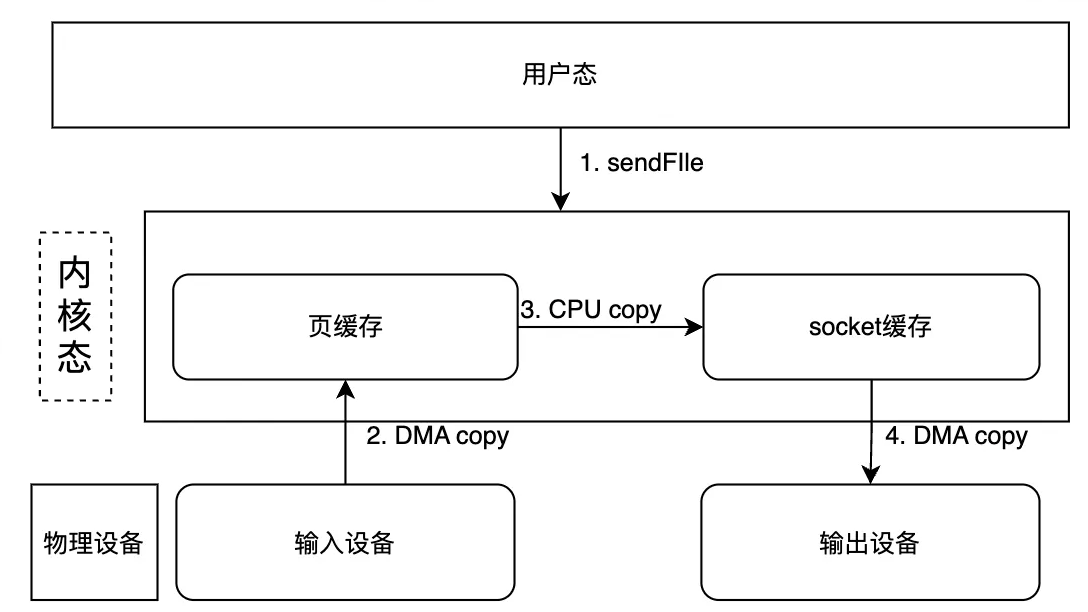 用户态
1. sendFIle
内
核
态
页缓存
3. CPU copy
socket缓存
2. DMA copy
4. DMA copy
物理设备
输入设备
输出设备